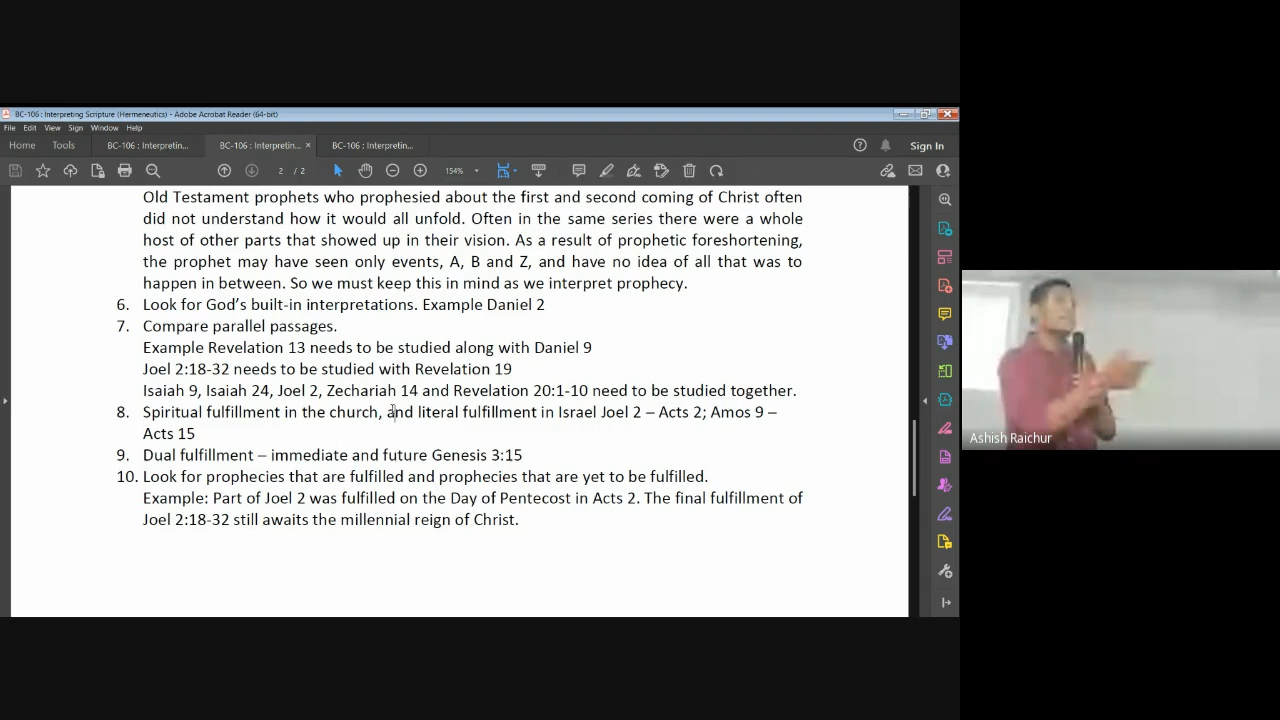 BC-106 : Interpreting Scripture (Hermeneutics) - Adobe Acrobat Reader (64-bit)
File Edit View Sign Window Help
Home Tools BC-106 : Interpretin... BC-106 : Interpretin... × BC-106 : Interpretin... Sign In
2 / 2 154%
Old Testament prophets who prophesied about the first and second coming of Christ often
did not understand how it would all unfold. Often in the same series there were a whole
host of other parts that showed up in their vision. As a result of prophetic foreshortening,
the prophet may have seen only events, A, B and Z, and have no idea of all that was to
happen in between. So we must keep this in mind as we interpret prophecy.
6. Look for God’s built-in interpretations. Example Daniel 2
7. Compare parallel passages.
Example Revelation 13 needs to be studied along with Daniel 9
Joel 2:18-32 needs to be studied with Revelation 19
Isaiah 9, Isaiah 24, Joel 2, Zechariah 14 and Revelation 20:1-10 need to be studied together.
8. Spiritual fulfillment in the church, and literal fulfillment in Israel Joel 2 – Acts 2; Amos 9 –
Acts 15
9. Dual fulfillment – immediate and future Genesis 3:15
10. Look for prophecies that are fulfilled and prophecies that are yet to be fulfilled.
Example: Part of Joel 2 was fulfilled on the Day of Pentecost in Acts 2. The final fulfillment of
Joel 2:18-32 still awaits the millennial reign of Christ.
Ashish Raichur